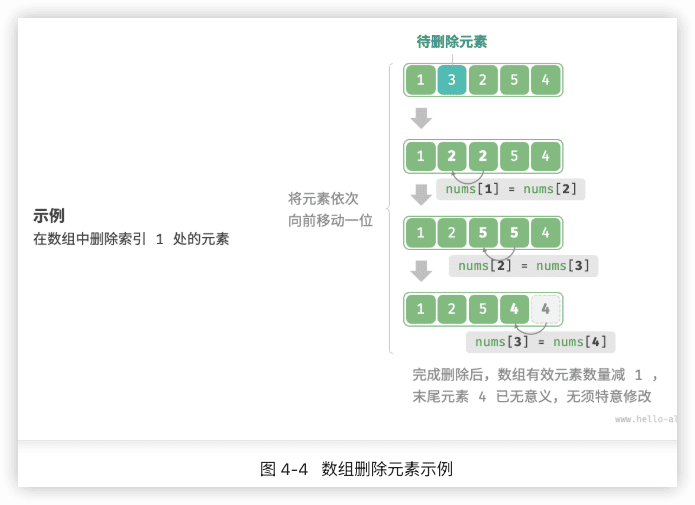 待删除元素
1 3 2 5 4
1 2 2 5 4
nums[1] = nums[2]
将元素依次
向前移动一位
示例
在数组中删除索引 1 处的元素
1 2 5 5 4
nums[2] = nums[3]
1 2 5 4 4
nums[3] = nums[4]
完成删除后，数组有效元素数量减 1 ，
末尾元素 4 已无意义，无须特意修改
www.hello-al
图 4-4 数组删除元素示例